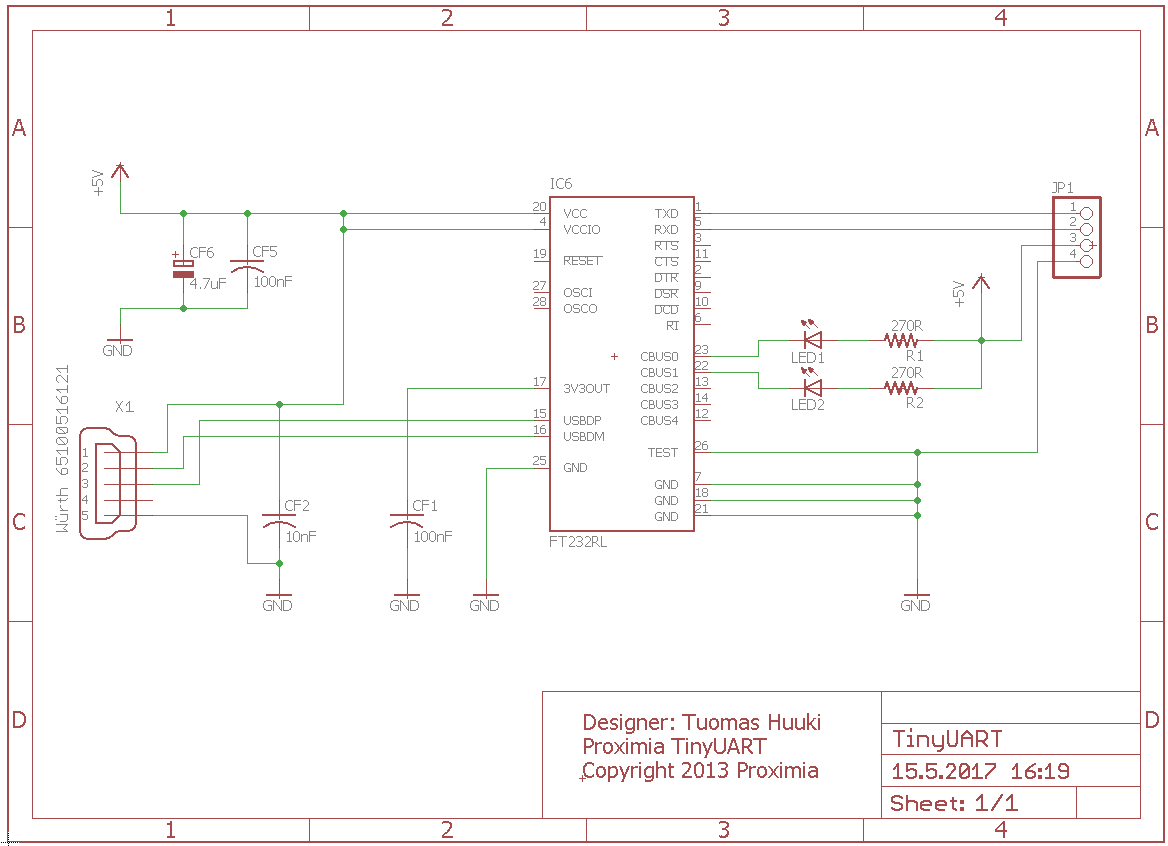 1 2 3 4
A A
+5V
IC6
JP1
20 VCC TXD 1
4 VCCIO RXD 5
RTS 3
19 RESET CTS 11
DTR 2
27 OSCI DSR 9
28 OSCO DCD 10
RI 6
CBUS0 23
CBUS1 22
17 3V3OUT CBUS2 13
CBUS3 14
15 USBDP CBUS4 12
16 USBDM
TEST 26
25 GND
GND 7
GND 18
GND 21
FT232RL
1
2
3
4
+ CF6
4.7uF
CF5
100nF
GND
B B
+5V
LED1
270R
R1
LED2
270R
R2
Würth 65100516121
X1
1
2
3
4
5
C C
CF2
10nF
CF1
100nF
GND GND GND GND
D D
Designer: Tuomas Huuki
Proximia TinyUART
Copyright 2013 Proximia
TinyUART
15.5.2017 16:19
Sheet: 1/1
1 2 3 4